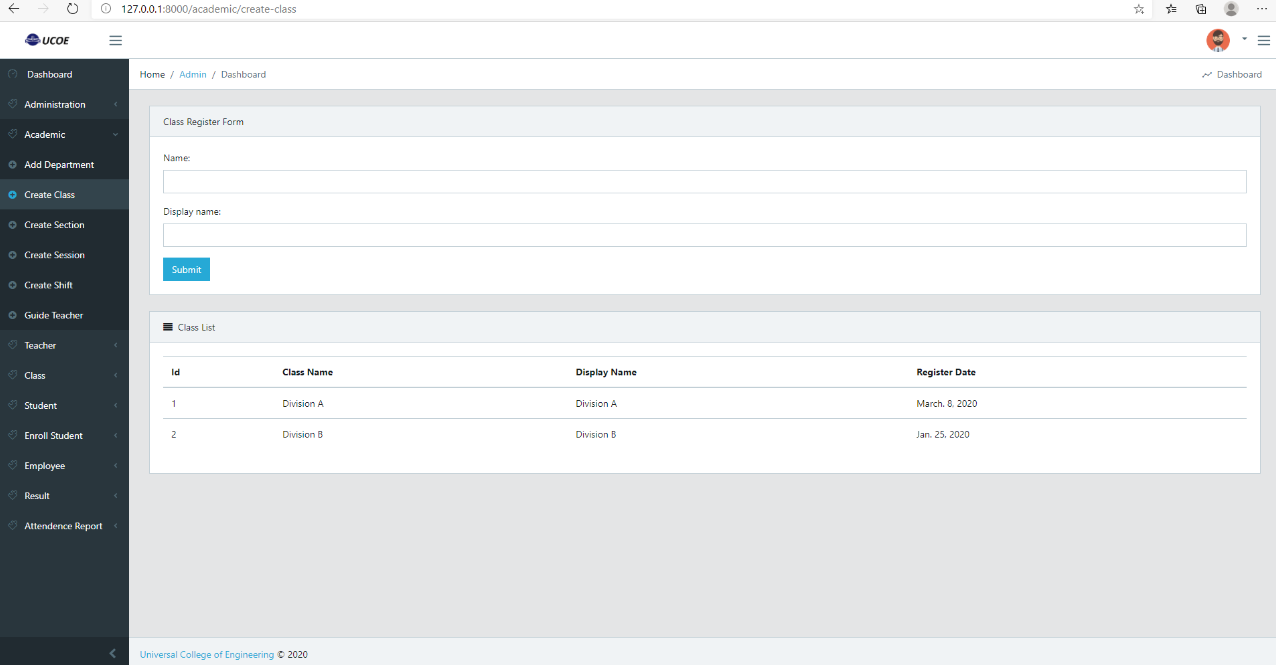 127.0.0.1:8000/academic/create-class
UCOE
Dashboard
Administration
Academic
Add Department
Create Class
Create Section
Create Session
Create Shift
Guide Teacher
Teacher
Class
Student
Enroll Student
Employee
Result
Attendence Report
Home / Admin / Dashboard
Dashboard
Class Register Form
Name:
Display name:
Submit
Class List
Id Class Name Display Name Register Date
1 Division A Division A March. 8, 2020
2 Division B Division B Jan. 25, 2020
Universal College of Engineering © 2020